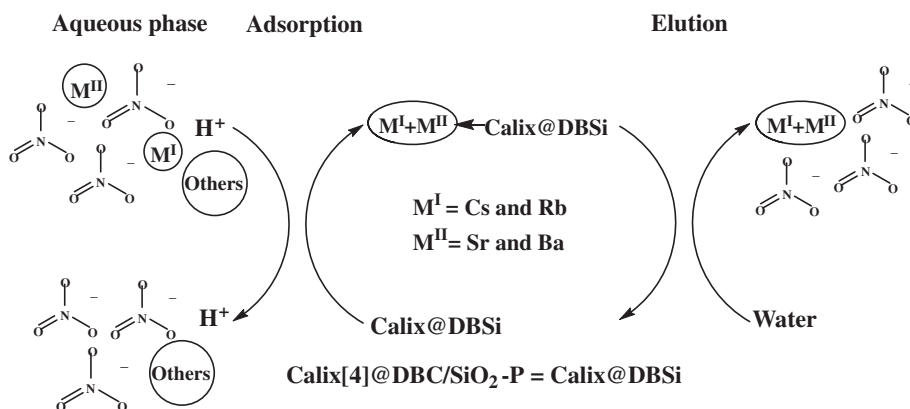 Aqueous phase Adsorption Elution
O
N
O
O
−
M^II
O
N
O
O
−
H+
M^I
O
N
O
O
−
Others
M^I+M^II
Calix@DBSi
M^I+M^II
O
N
O
O
−
O
N
O
O
−
O
N
O
O
−
M^I = Cs and Rb
M^II = Sr and Ba
O
N
O
O
−
O
N
O
O
−
H+
O
N
O
O
−
Others
Calix@DBSi
Water
Calix[4]@DBC/SiO₂-P = Calix@DBSi